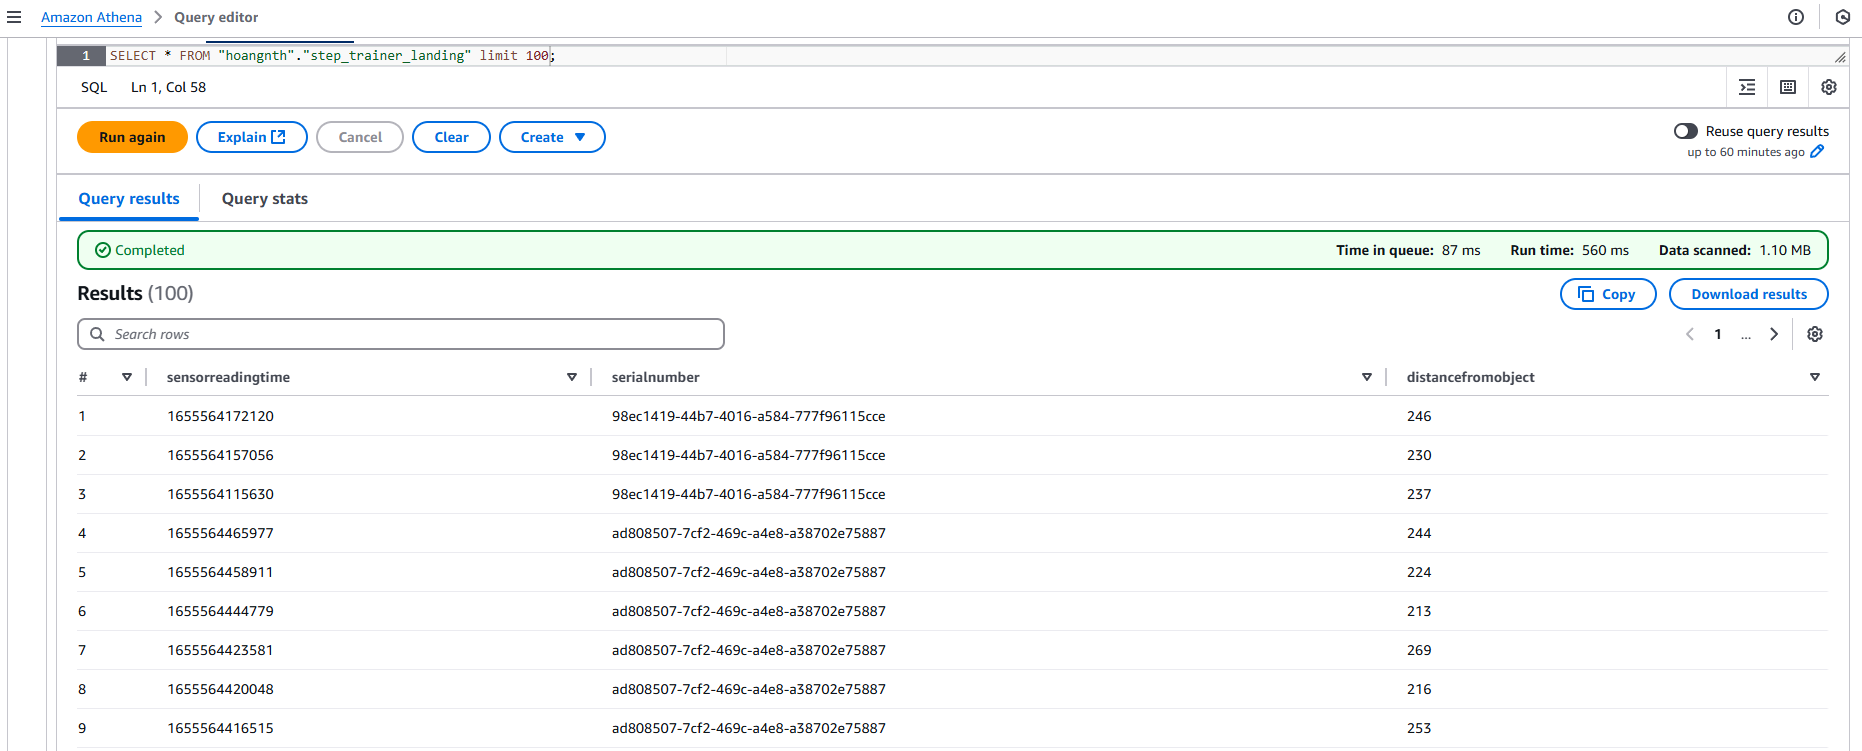 Amazon Athena > Query editor
1 SELECT * FROM "hoangnth"."step_trainer_landing" limit 100;
SQL Ln 1, Col 58
Run again Explain Cancel Clear Create Reuse query results
up to 60 minutes ago
Query results Query stats
Completed Time in queue: 87 ms Run time: 560 ms Data scanned: 1.10 MB
Results (100) Copy Download results
Search rows 1 ...
# sensorreadingtime serialnumber distancefromobject
1 1655564172120 98ec1419-44b7-4016-a584-777f96115cce 246
2 1655564157056 98ec1419-44b7-4016-a584-777f96115cce 230
3 1655564115630 98ec1419-44b7-4016-a584-777f96115cce 237
4 1655564465977 ad808507-7cf2-469c-a4e8-a38702e75887 244
5 1655564458911 ad808507-7cf2-469c-a4e8-a38702e75887 224
6 1655564444779 ad808507-7cf2-469c-a4e8-a38702e75887 213
7 1655564423581 ad808507-7cf2-469c-a4e8-a38702e75887 269
8 1655564420048 ad808507-7cf2-469c-a4e8-a38702e75887 216
9 1655564416515 ad808507-7cf2-469c-a4e8-a38702e75887 253